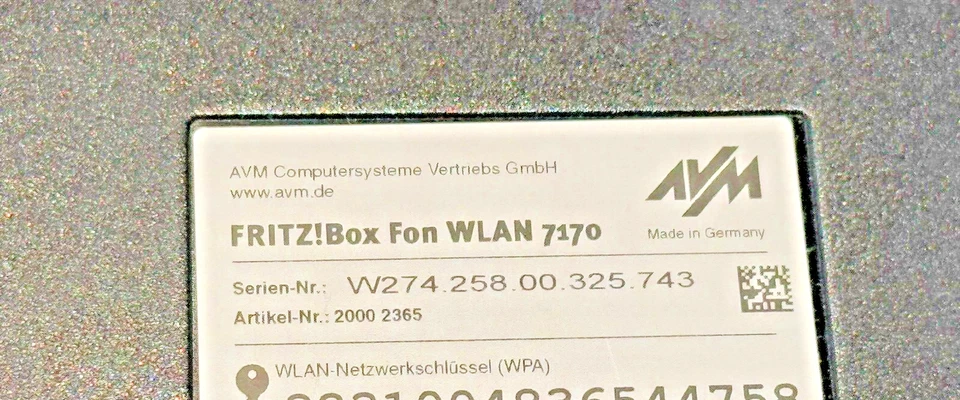 AVM Computersysteme Vertriebs GmbH
www.avm.de
AVM
FRITZ!Box Fon WLAN 7170
Made in Germany
Serien-Nr.: W274.258.00.325.743
Artikel-Nr.: 2000 2365
WLAN-Netzwerkschlüssel (WPA)